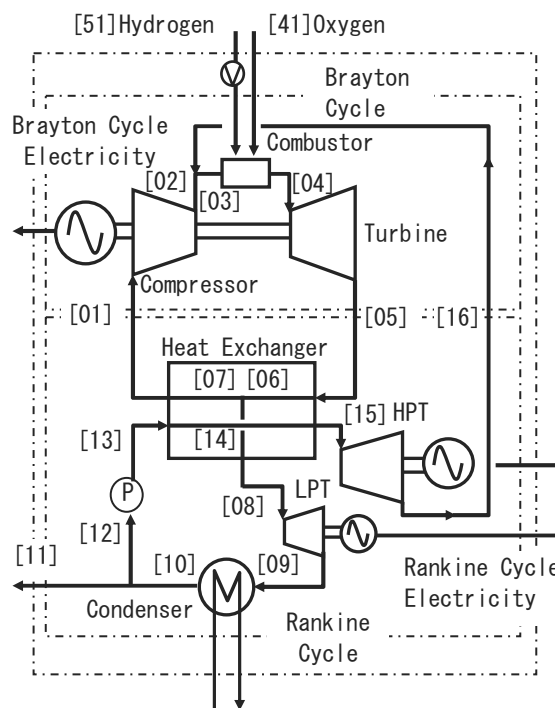 [51]Hydrogen
[41]Oxygen
V
Brayton
Cycle
Brayton Cycle
Electricity
Combustor
[02]
[03]
[04]
Turbine
Compressor
[01]
[05]
[16]
Heat Exchanger
[07]
[06]
[15]
HPT
[13]
[14]
P
[08]
LPT
[12]
[11]
[10]
[09]
Rankine Cycle
Electricity
Condenser
Rankine
Cycle